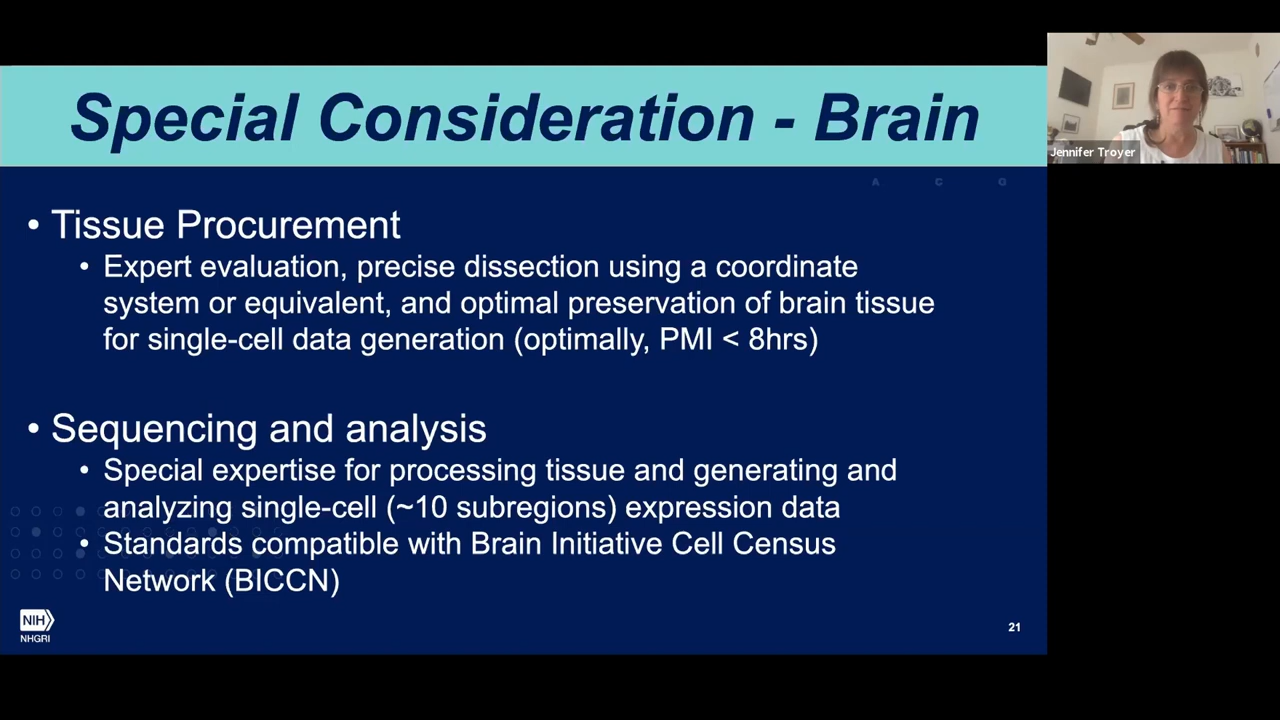 Special Consideration - Brain
Jennifer Troyer
A C G
• Tissue Procurement
• Expert evaluation, precise dissection using a coordinate
system or equivalent, and optimal preservation of brain tissue
for single-cell data generation (optimally, PMI < 8hrs)
• Sequencing and analysis
• Special expertise for processing tissue and generating and
analyzing single-cell (~10 subregions) expression data
• Standards compatible with Brain Initiative Cell Census
Network (BICCN)
NIH
NHGRI
21